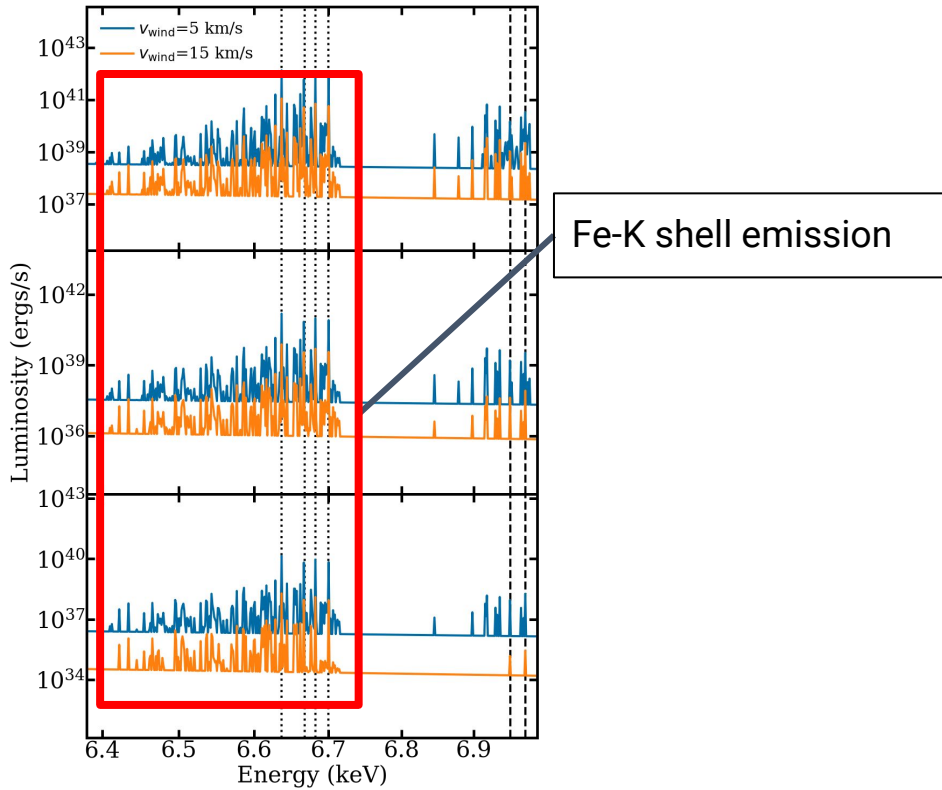 v_wind=5 km/s
v_wind=15 km/s
10^43
10^41
10^39
10^37
Fe-K shell emission
10^42
10^39
10^36
Luminosity (ergs/s)
10^43
10^40
10^37
10^34
6.4 6.5 6.6 6.7 6.8 6.9
Energy (keV)